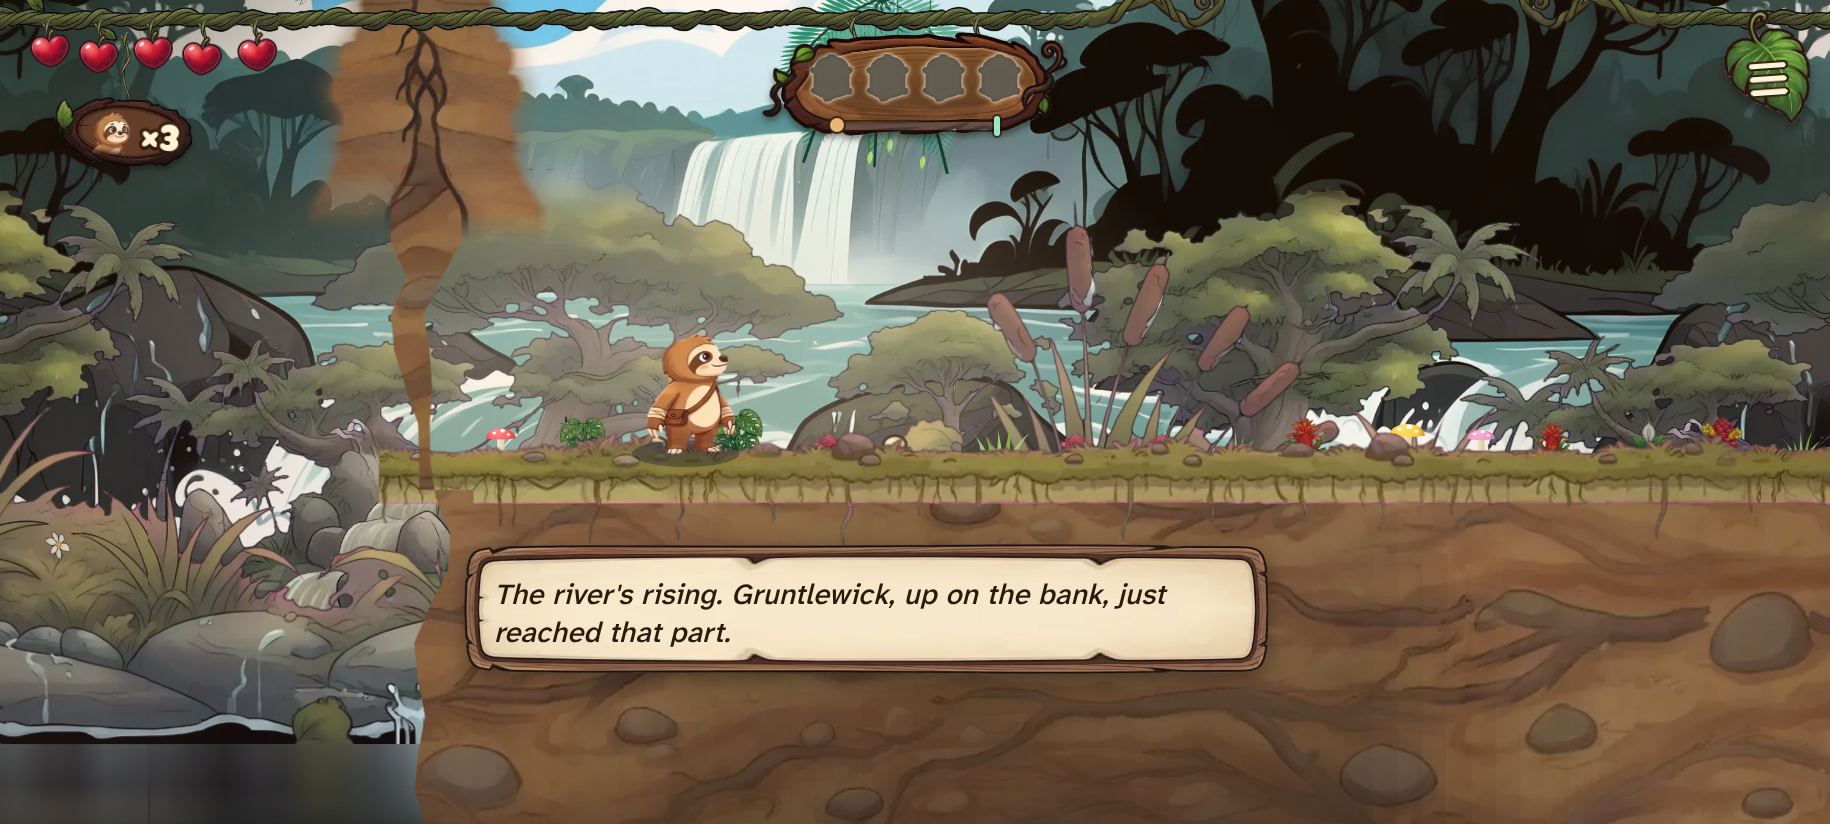 ×3
The river's rising. Gruntlewick, up on the bank, just
reached that part.